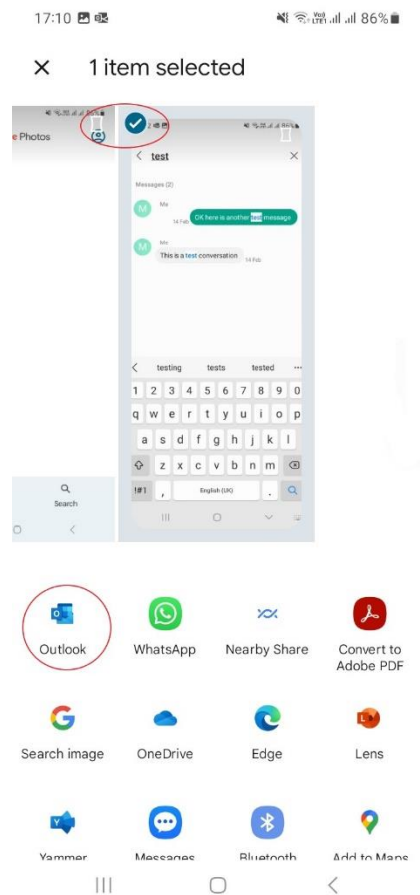 17:10 86%
1 item selected
e Photos
test
Messages (2)
Me
OK here is another test message
14 Feb
Me
This is a test conversation
14 Feb
testing tests tested
1 2 3 4 5 6 7 8 9 0
q w e r t y u i o p
a s d f g h j k l
z x c v b n m
!#1 , English (UK) .
Search
Outlook WhatsApp Nearby Share Convert to
Adobe PDF
Search image OneDrive Edge Lens
Yammer Messages Bluetooth Add to Maps